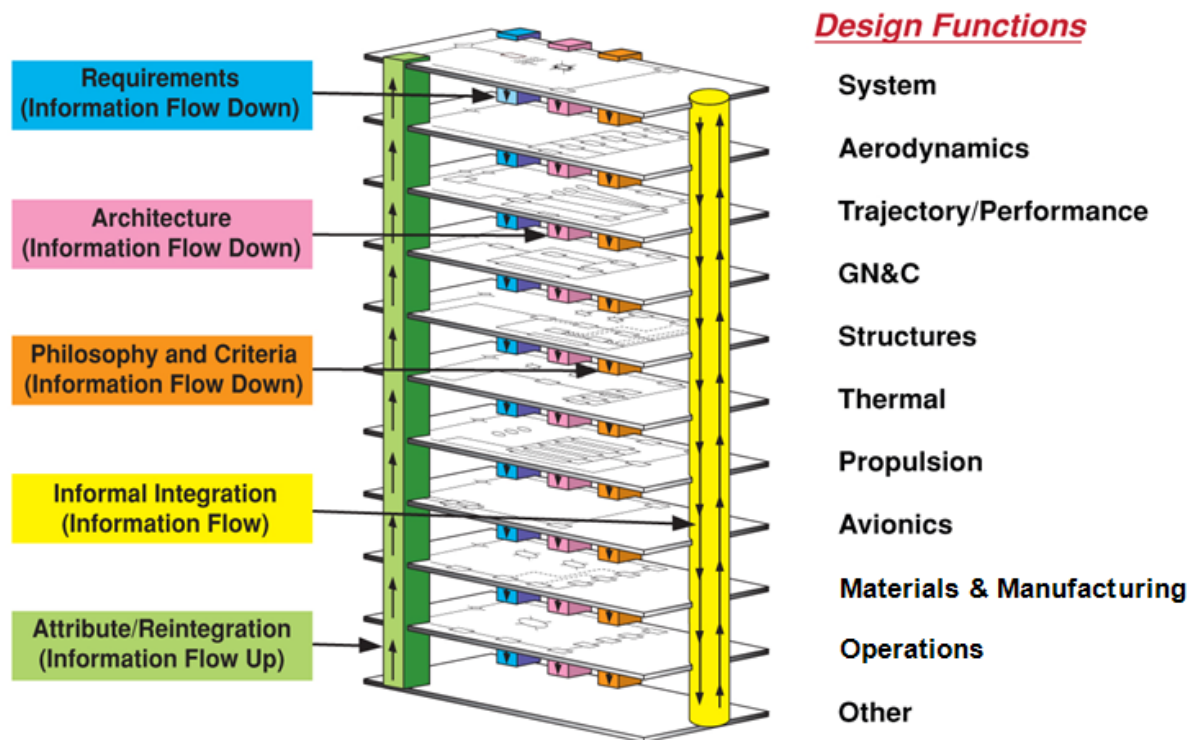 Design Functions
Requirements
(Information Flow Down)
Architecture
(Information Flow Down)
Philosophy and Criteria
(Information Flow Down)
Informal Integration
(Information Flow)
Attribute/Reintegration
(Information Flow Up)
System
Aerodynamics
Trajectory/Performance
GN&C
Structures
Thermal
Propulsion
Avionics
Materials & Manufacturing
Operations
Other